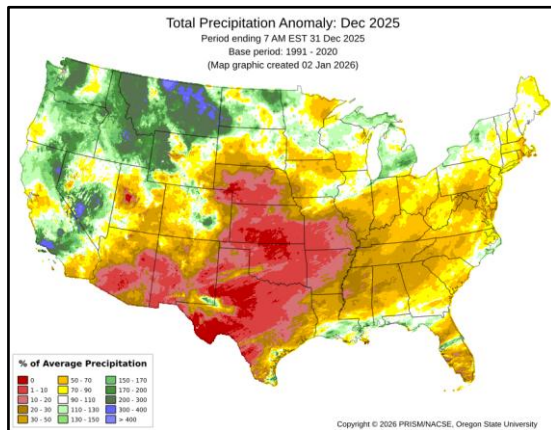 Total Precipitation Anomaly: Dec 2025
Period ending 7 AM EST 31 Dec 2025
Base period: 1991 - 2020
(Map graphic created 02 Jan 2026)
% of Average Precipitation
0 50 - 70 150 - 170
1 - 10 70 - 90 170 - 200
10 - 20 90 - 110 200 - 300
20 - 30 110 - 130 300 - 400
30 - 50 130 - 150 > 400
Copyright © 2026 PRISM/NACSE, Oregon State University